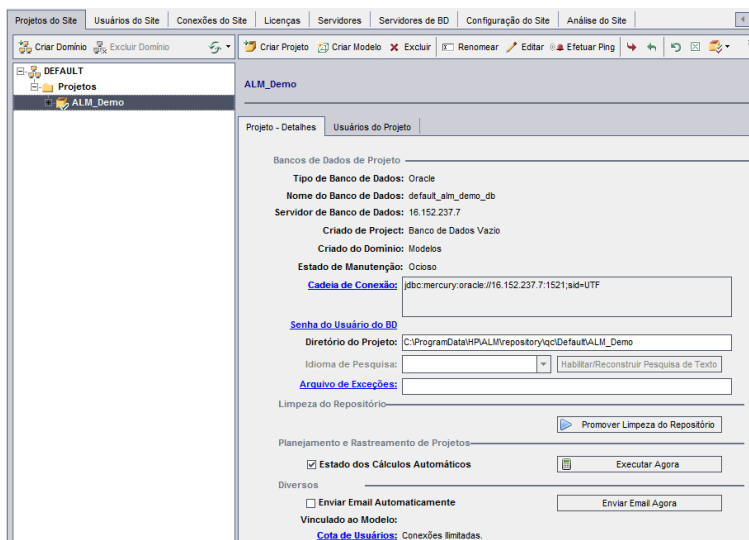 Projetos do Site Usuários do Site Conexões do Site Licenças Servidores Servidores de BD Configuração do Site Análise do Site
Criar Domínio Excluir Domínio Criar Projeto Criar Modelo Excluir Renomear Editar Efetuar Ping
DEFAULT
Projetos
ALM_Demo
ALM_Demo
Projeto - Detalhes Usuários do Projeto
Bancos de Dados de Projeto
Tipo de Banco de Dados: Oracle
Nome do Banco de Dados: default_alm_demo_db
Servidor de Banco de Dados: 16.152.237.7
Criado de Project: Banco de Dados Vazio
Criado do Domínio: Modelos
Estado de Manutenção: Ocioso
Cadeia de Conexão: jdbc:mercury:oracle://16.152.237.7:1521;sid=UTF
Senha do Usuário do BD
Diretório do Projeto: C:\ProgramData\HP\ALM\repository\qc\Default\ALM_Demo
Idioma de Pesquisa: Habilitar/Reconstruir Pesquisa de Texto
Arquivo de Exceções:
Limpeza do Repositório
Promover Limpeza do Repositório
Planejamento e Rastreamento de Projetos
Estado dos Cálculos Automáticos Executar Agora
Diversos
Enviar Email Automaticamente Enviar Email Agora
Vinculado ao Modelo:
Cota de Usuários: Conexões Ilimitadas.